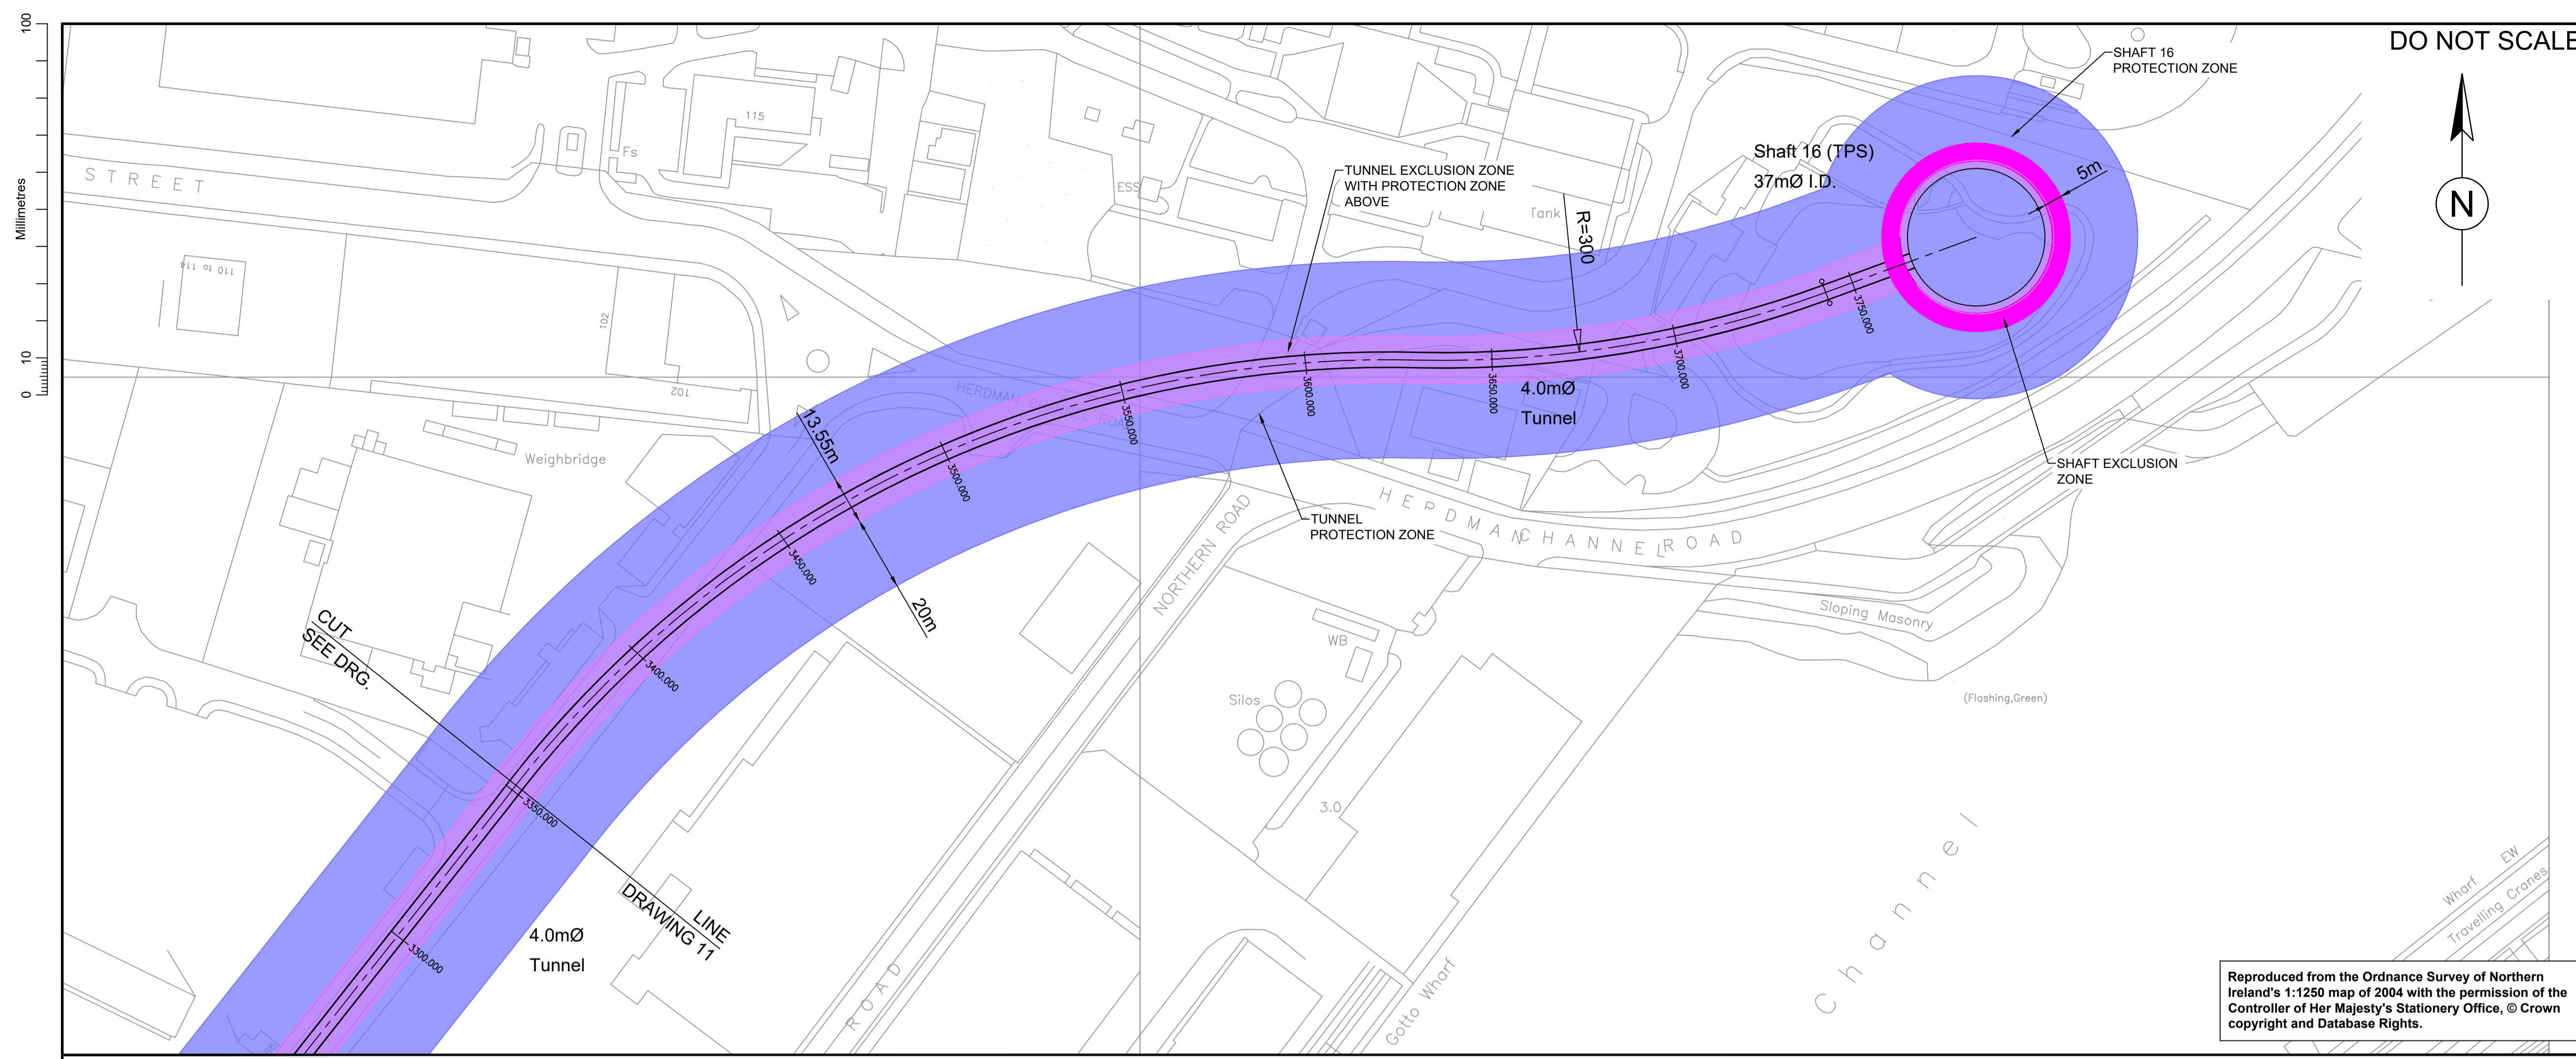 100
Millimetres
10
0
DO NOT SCALE
N
SHAFT 16
PROTECTION ZONE
Shaft 16 (TPS)
37mØ I.D.
5m
TUNNEL EXCLUSION ZONE
WITH PROTECTION ZONE
ABOVE
R=3000
Tank
ESS
115
Fs
STREET
110 to 114
102
102
Weighbridge
HERDMAN CHANNEL ROAD
13.55m
20m
3300.000
3350.000
3400.000
3450.000
3500.000
3550.000
3600.000
3650.000
3700.000
3750.000
4.0mØ
Tunnel
TUNNEL
PROTECTION ZONE
SHAFT EXCLUSION
ZONE
HERDMAN CHANNEL ROAD
NORTHERN ROAD
Sloping Masonry
(Flashing,Green)
WB
Silos
3.0
CUT
SEE DRG.
LINE
DRAWING 11
4.0mØ
Tunnel
86
ROAD
Gotto Wharf
Channel
EW
Wharf
Travelling Cranes
Reproduced from the Ordnance Survey of Northern
Ireland's 1:1250 map of 2004 with the permission of the
Controller of Her Majesty's Stationery Office, © Crown
copyright and Database Rights.